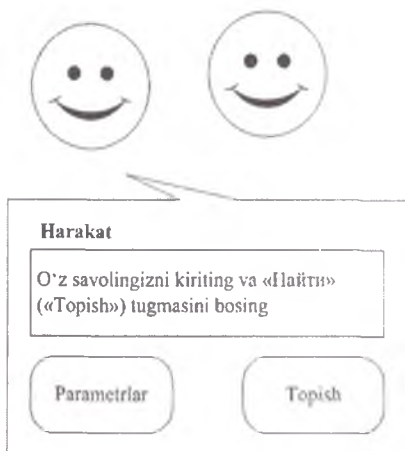 Harakat
O‘z savolingizni kiriting va «Найти»
(«Topish») tugmasini bosing
Parametrlar
Topish